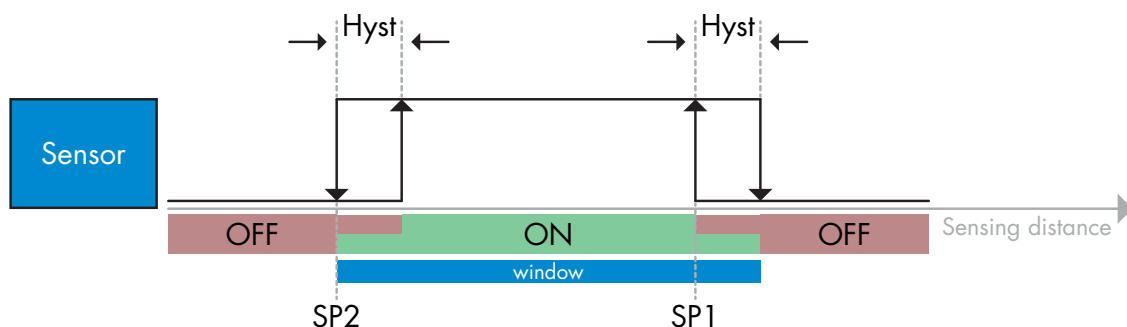 Hyst Hyst
Sensor
OFF ON OFF Sensing distance
window
SP2 SP1